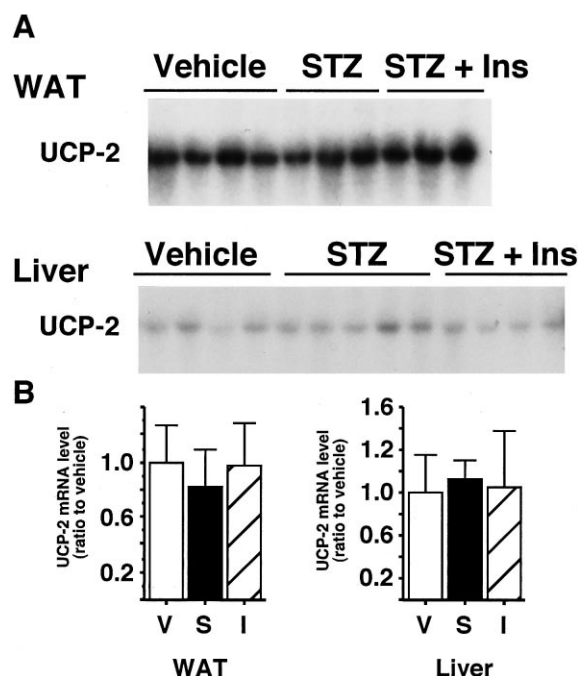 A
Vehicle STZ STZ + Ins
WAT
UCP-2
Vehicle STZ STZ + Ins
Liver
UCP-2
B
UCP-2 mRNA level
(ratio to vehicle)
1.0
0.6
0.2
V S I
WAT
UCP-2 mRNA level
(ratio to vehicle)
1.6
1.2
1.0
0.6
0.2
V S I
Liver